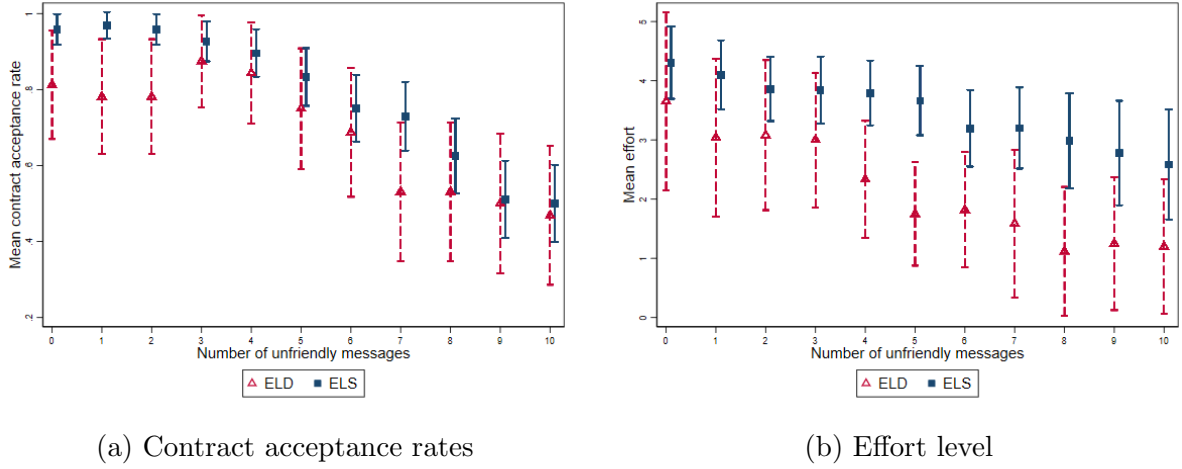 Mean contract acceptance rate
1
.8
.6
.4
.2
0 1 2 3 4 5 6 7 8 9 10
Number of unfriendly messages
ELD ELS
(a) Contract acceptance rates
Mean effort
5
4
3
2
1
0
0 1 2 3 4 5 6 7 8 9 10
Number of unfriendly messages
ELD ELS
(b) Effort level